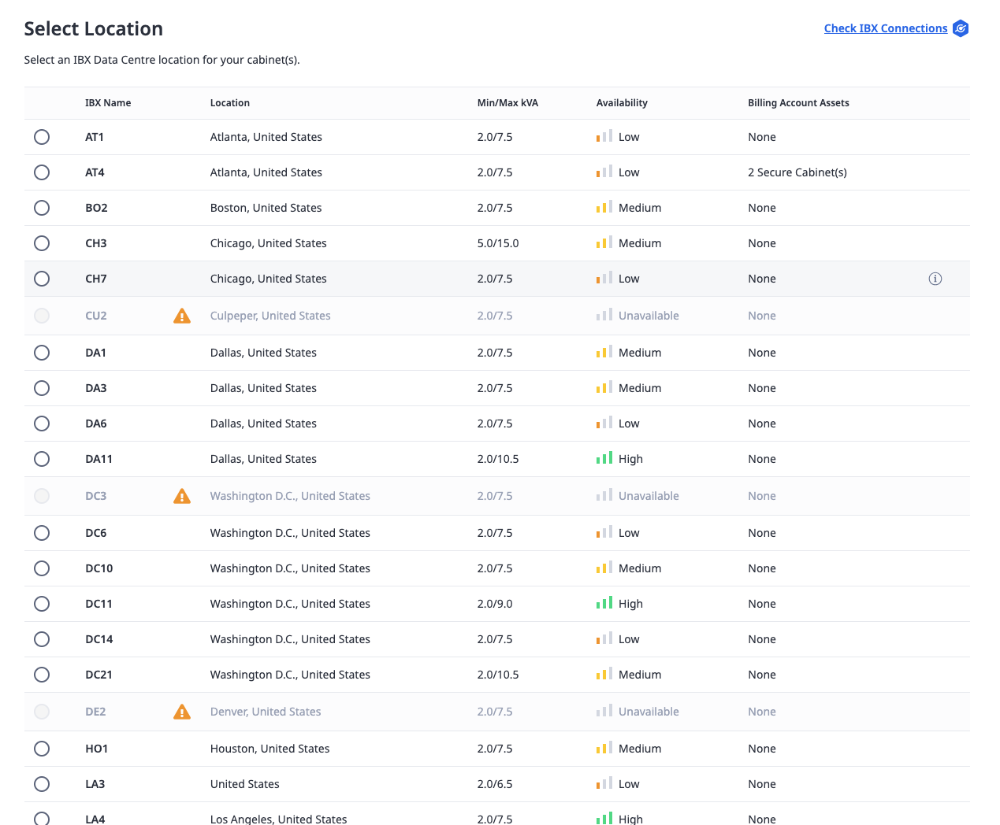 Select Location
Check IBX Connections
Select an IBX Data Centre location for your cabinet(s).
IBX Name Location Min/Max kVA Availability Billing Account Assets
AT1 Atlanta, United States 2.0/7.5 Low None
AT4 Atlanta, United States 2.0/7.5 Low 2 Secure Cabinet(s)
BO2 Boston, United States 2.0/7.5 Medium None
CH3 Chicago, United States 5.0/15.0 Medium None
CH7 Chicago, United States 2.0/7.5 Low None
CU2 Culpeper, United States 2.0/7.5 Unavailable None
DA1 Dallas, United States 2.0/7.5 Medium None
DA3 Dallas, United States 2.0/7.5 Medium None
DA6 Dallas, United States 2.0/7.5 Low None
DA11 Dallas, United States 2.0/10.5 High None
DC3 Washington D.C., United States 2.0/7.5 Unavailable None
DC6 Washington D.C., United States 2.0/7.5 Low None
DC10 Washington D.C., United States 2.0/7.5 Medium None
DC11 Washington D.C., United States 2.0/9.0 High None
DC14 Washington D.C., United States 2.0/7.5 Low None
DC21 Washington D.C., United States 2.0/10.5 Medium None
DE2 Denver, United States 2.0/7.5 Unavailable None
HO1 Houston, United States 2.0/7.5 Medium None
LA3 United States 2.0/6.5 Low None
LA4 Los Angeles, United States 2.0/7.5 High None